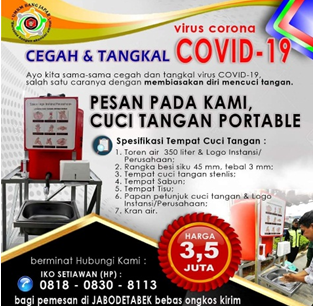 virus corona
CEGAH & TANGKAL COVID-19
Ayo kita sama-sama cegah dan tangkal virus COVID-19,
salah satu caranya dengan membiasakan diri mencuci tangan.
PESAN PADA KAMI,
CUCI TANGAN PORTABLE
Spesifikasi Tempat Cuci Tangan :
1. Toren air 350 liter & Logo Instansi/
Perusahaan;
2. Rangka besi siku 45 mm, tebal 3 mm;
3. Tempat cuci tangan stenlis;
4. Tempat Sabun;
5. Tempat Tisu;
6. Papan petunjuk cuci tangan & Logo
Instansi/Perusahaan;
7. Kran air.
berminat Hubungi Kami :
IKO SETIAWAN (HP) :
0818 - 0830 - 8113
bagi pemesan di JABODETABEK bebas ongkos kirim
HARGA
3,5
JUTA